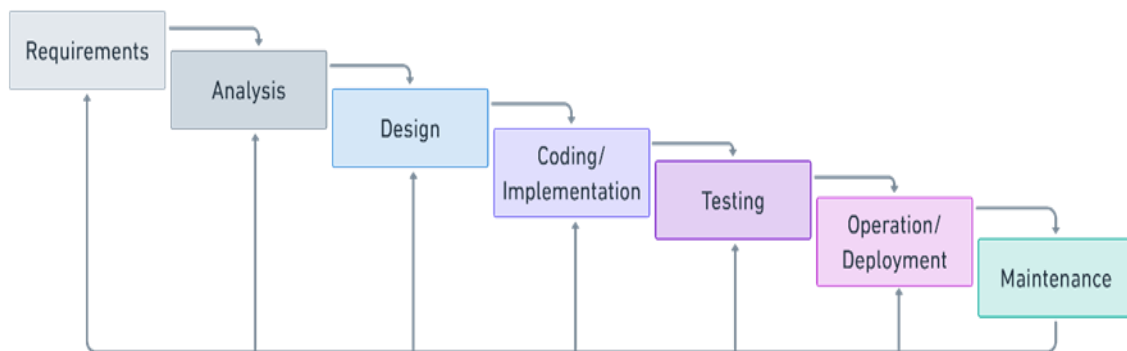 Requirements
Analysis
Design
Coding/
Implementation
Testing
Operation/
Deployment
Maintenance